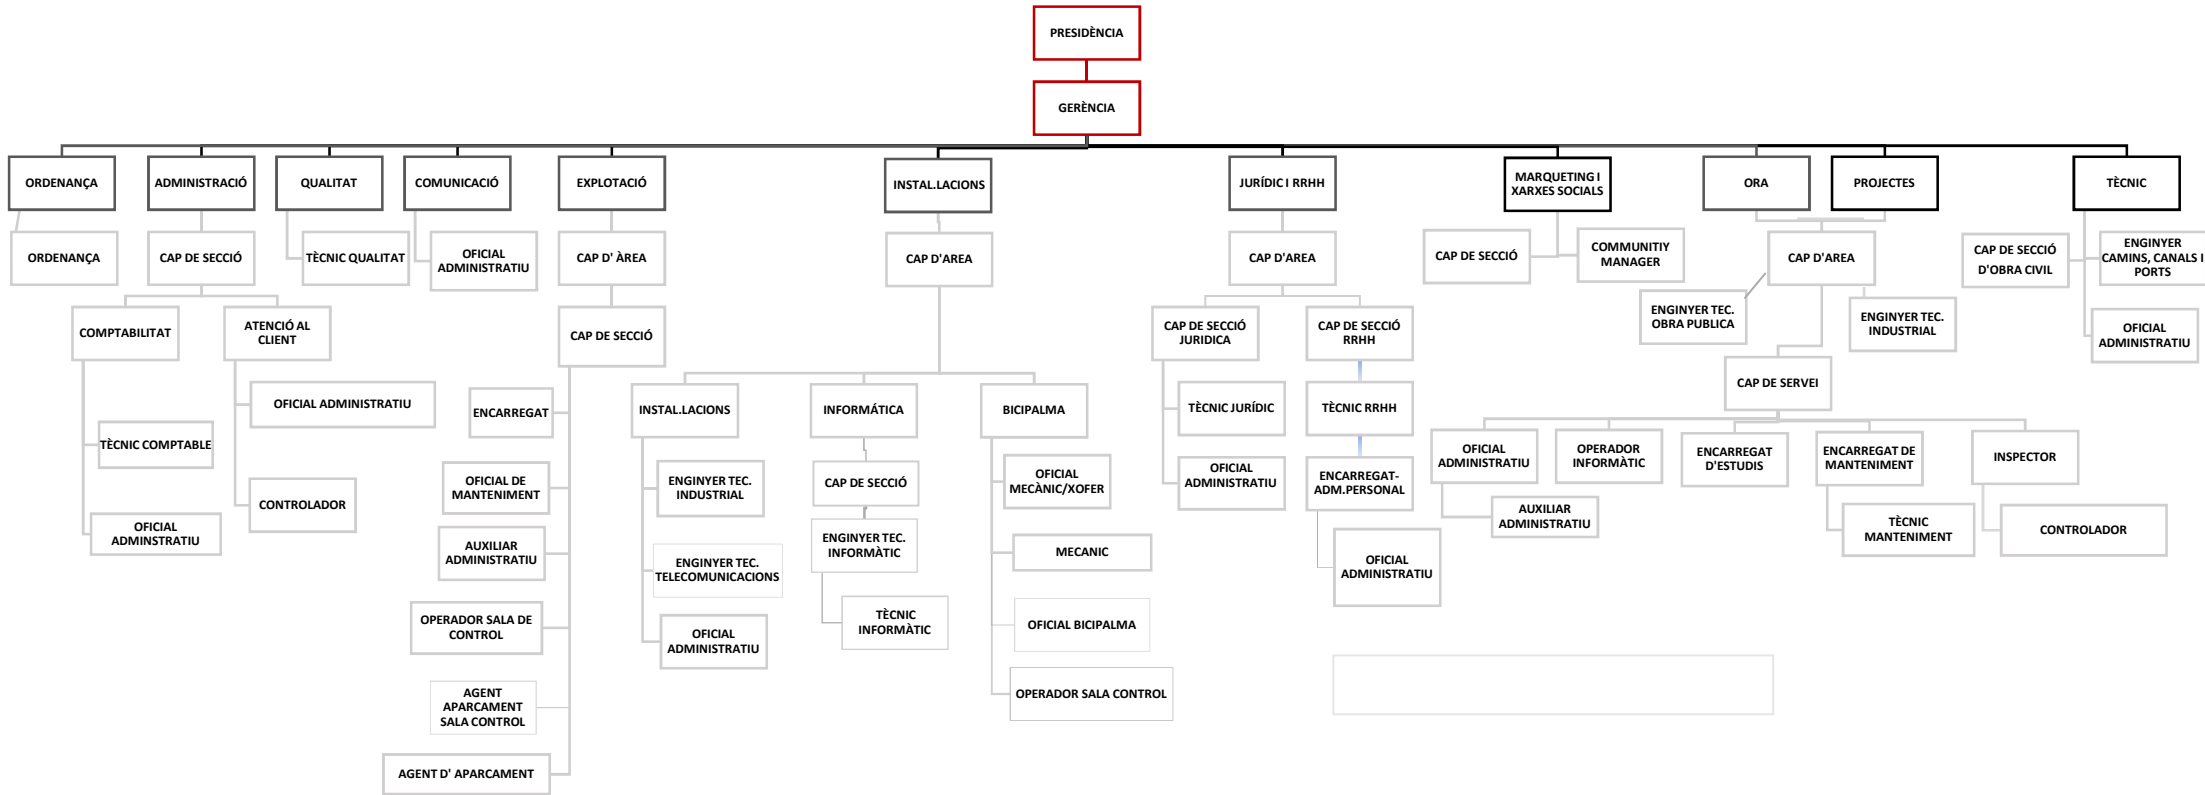 PRESIDÈNCIA
GERÈNCIA
ORDENANÇA
ADMINISTRACIÓ
QUALITAT
COMUNICACIÓ
EXPLOTACIÓ
INSTAL.LACIONS
JURÍDIC I RRHH
MARQUETING I
XARXES SOCIALS
ORA
PROJECTES
TÈCNIC
ORDENANÇA
CAP DE SECCIÓ
TÈCNIC QUALITAT
OFICIAL
ADMINISTRATIU
CAP D' ÀREA
CAP D'AREA
CAP D'AREA
CAP DE SECCIÓ
COMMUNITIY
MANAGER
CAP D'AREA
CAP DE SECCIÓ
D'OBRA CIVIL
ENGINYER
CAMINS, CANALS I
PORTS
COMPTABILITAT
ATENCIÓ AL
CLIENT
CAP DE SECCIÓ
CAP DE SECCIÓ
JURIDICA
CAP DE SECCIÓ
RRHH
ENGINYER TEC.
OBRA PUBLICA
ENGINYER TEC.
INDUSTRIAL
OFICIAL
ADMINISTRATIU
CAP DE SERVEI
OFICIAL ADMINISTRATIU
ENCARREGAT
INSTAL.LACIONS
INFORMÁTICA
BICIPALMA
TÈCNIC JURÍDIC
TÈCNIC RRHH
TÈCNIC COMPTABLE
OFICIAL
ADMINISTRATIU
OPERADOR
INFORMÀTIC
ENCARREGAT
D'ESTUDIS
ENCARREGAT DE
MANTENIMENT
INSPECTOR
CONTROLADOR
OFICIAL DE
MANTENIMENT
ENGINYER TEC.
INDUSTRIAL
CAP DE SECCIÓ
OFICIAL
MECÀNIC/XOFER
OFICIAL
ADMINISTRATIU
ENCARREGAT-
ADM.PERSONAL
AUXILIAR
ADMINISTRATIU
TÈCNIC
MANTENIMENT
CONTROLADOR
OFICIAL
ADMINSTRATIU
AUXILIAR
ADMINISTRATIU
ENGINYER TEC.
TELECOMUNICACIONS
ENGINYER TEC.
INFORMÀTIC
MECANIC
OFICIAL
ADMINISTRATIU
OPERADOR SALA DE
CONTROL
OFICIAL
ADMINISTRATIU
TÈCNIC
INFORMÀTIC
OFICIAL BICIPALMA
AGENT
APARCAMENT
SALA CONTROL
OPERADOR SALA CONTROL
AGENT D' APARCAMENT